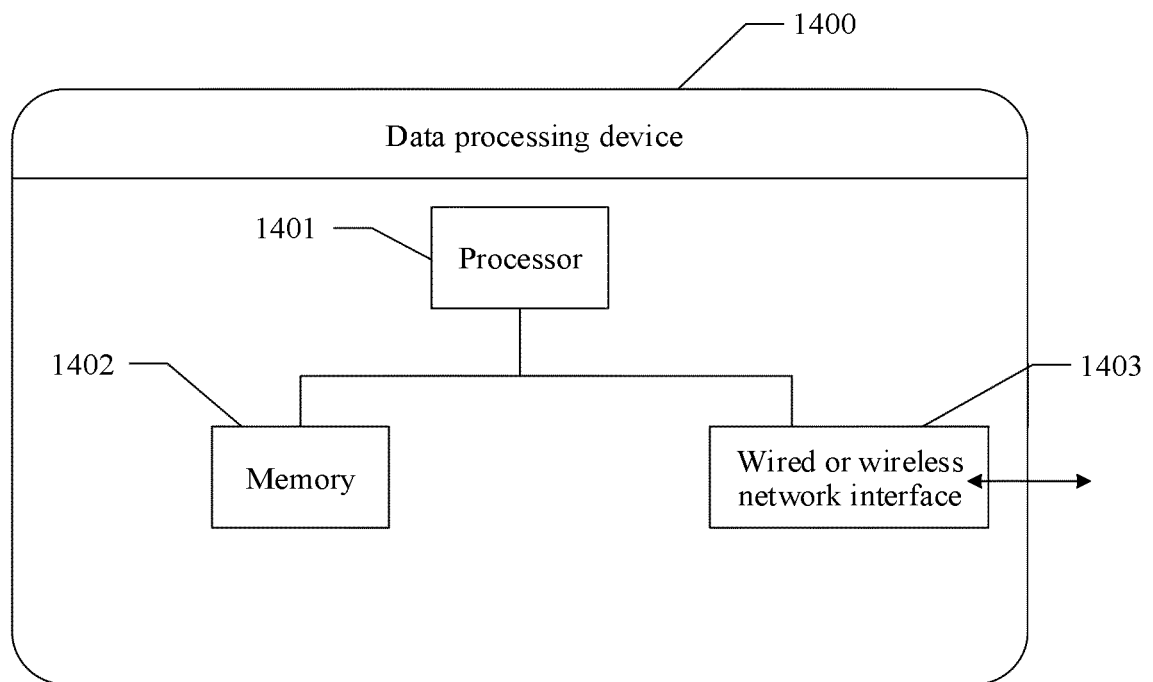 1400
Data processing device
1401
Processor
1402
1403
Memory
Wired or wireless
network interface